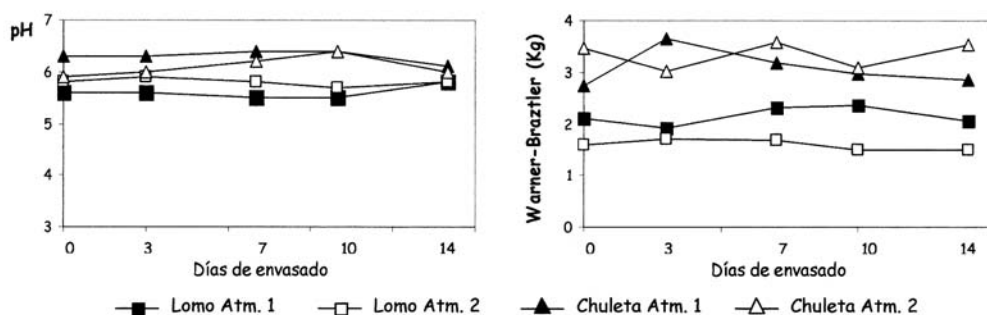 pH
7
6
5
4
3
0 3 7 10 14
Días de envasado
Warner-Braztler (Kg)
4
3
2
1
0
0 3 7 10 14
Días de envasado
Lomo Atm. 1 Lomo Atm. 2 Chuleta Atm. 1 Chuleta Atm. 2